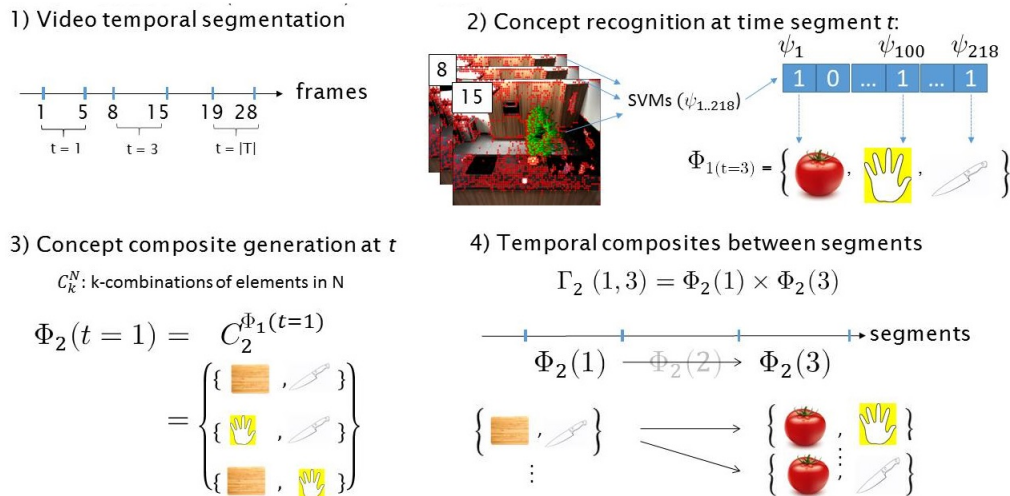 1) Video temporal segmentation
frames
1 5 8 15 19 28
t = 1 t = 3 t = |T|
2) Concept recognition at time segment t:
8
15
SVMs (ψ1..218)
ψ1 ψ100 ψ218
1 0 ... 1 ... 1
Φ1(t=3) = { , , }
3) Concept composite generation at t
C_k^N: k-combinations of elements in N
Φ2(t = 1) = C_2^Φ1(t=1)
= { { , }
{ , }
{ , } }
4) Temporal composites between segments
Γ2 (1, 3) = Φ2(1) × Φ2(3)
segments
Φ2(1) Φ2(2) Φ2(3)
{ , } { , }
⋮ { , }